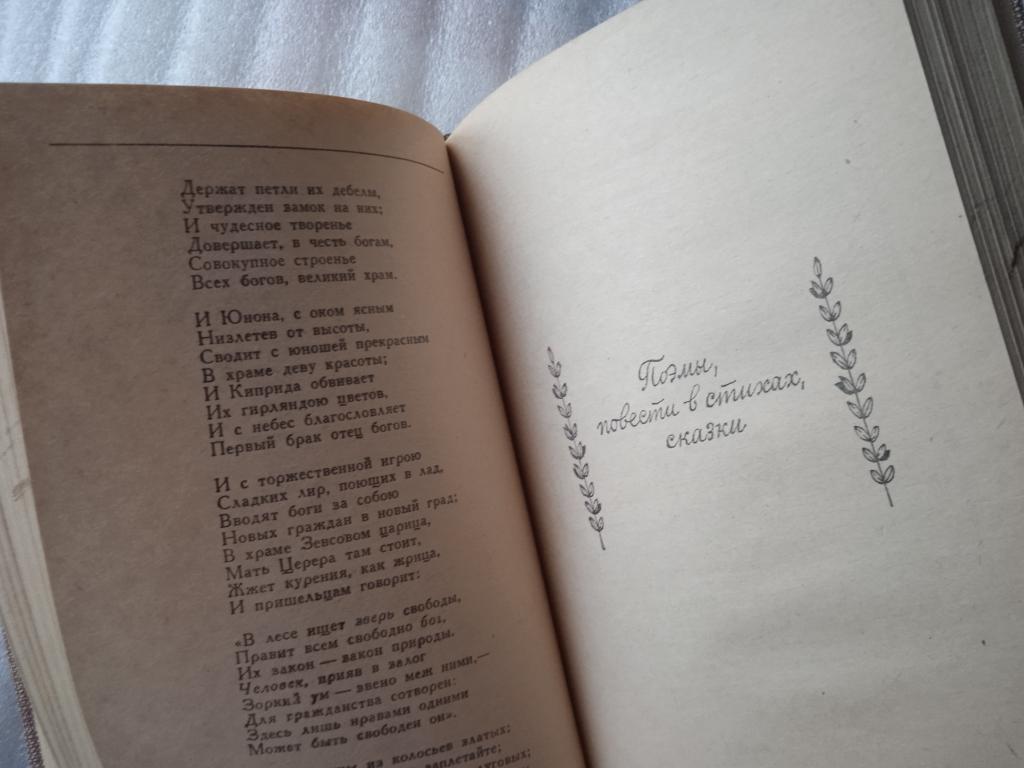 Держат петли их дебелы,
Утвержден замок на них;
И чудесное творенье
Довершает, в честь богам,
Совокупное строенье
Всех богов, великий храм.
И Юнона, с оком ясным
Низлетев от высоты,
Сводит с юношей прекрасным
В храме деву красоты;
И Киприда обвивает
Их гирляндою цветов,
И с небес благословляет
Первый брак отец богов.
И с торжественной игрою
Сладких лир, поющих в лад,
Вводят боги за собою
Новых граждан в новый град;
В храме Зевсовом царица,
Мать Церера там стоит,
Жжет курения, как жрица,
И пришельцам говорит:
«В лесе ищет зверь свободы,
Правит всем свободно бог,
Их закон — закон природы.
Человек, прияв в залог
Зоркий ум — звено меж ними,—
Для гражданства сотворен:
Здесь лишь нравами одними
Может быть свободен он».
из колосьев златых;
заплетайте;
Поэмы,
повести в стихах,
сказки